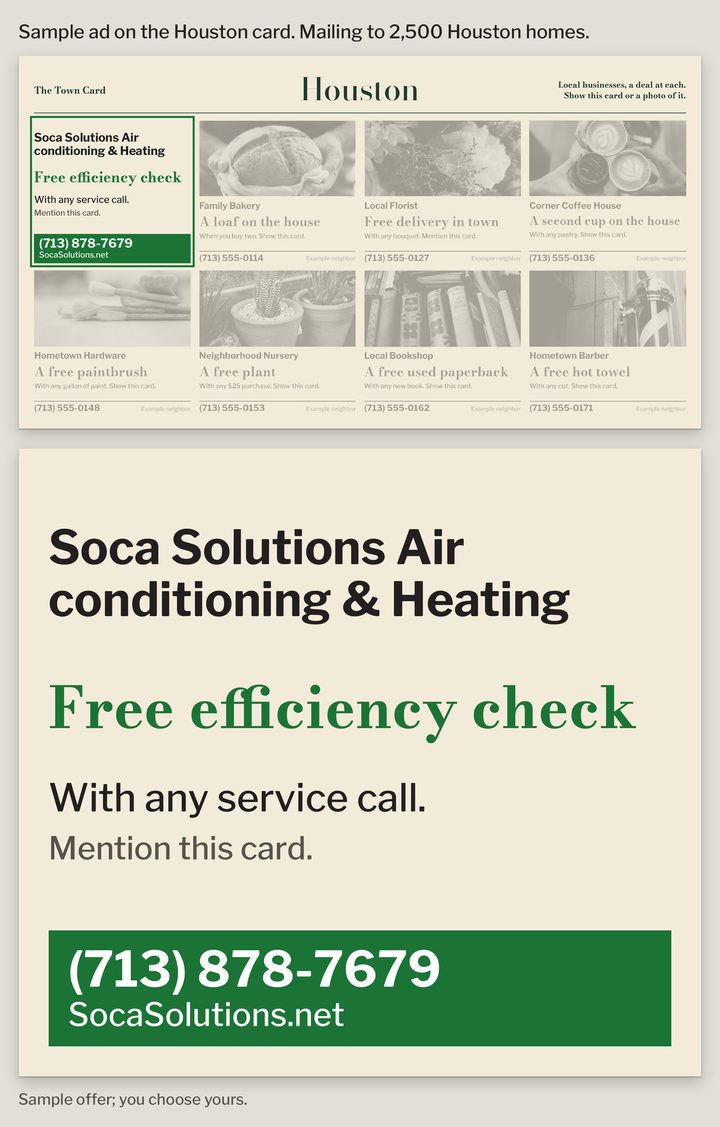 Sample ad on the Houston card. Mailing to 2,500 Houston homes.
The Town Card
Houston
Local businesses, a deal at each.
Show this card or a photo of it.
Soca Solutions Air
conditioning & Heating
Free efficiency check
With any service call.
Mention this card.
(713) 878-7679
SocaSolutions.net
Family Bakery
A loaf on the house
When you buy two. Show this card.
(713) 555-0114
Example neighbor
Local Florist
Free delivery in town
With any bouquet. Mention this card.
(713) 555-0127
Example neighbor
Corner Coffee House
A second cup on the house
With any pastry. Show this card.
(713) 555-0136
Example neighbor
Hometown Hardware
A free paintbrush
With any gallon of paint. Show this card.
(713) 555-0148
Example neighbor
Neighborhood Nursery
A free plant
With any $25 purchase. Show this card.
(713) 555-0153
Example neighbor
Local Bookshop
A free used paperback
With any new book. Show this card.
(713) 555-0162
Example neighbor
Hometown Barber
A free hot towel
With any cut. Show this card.
(713) 555-0171
Example neighbor
Soca Solutions Air
conditioning & Heating
Free efficiency check
With any service call.
Mention this card.
(713) 878-7679
SocaSolutions.net
Sample offer; you choose yours.